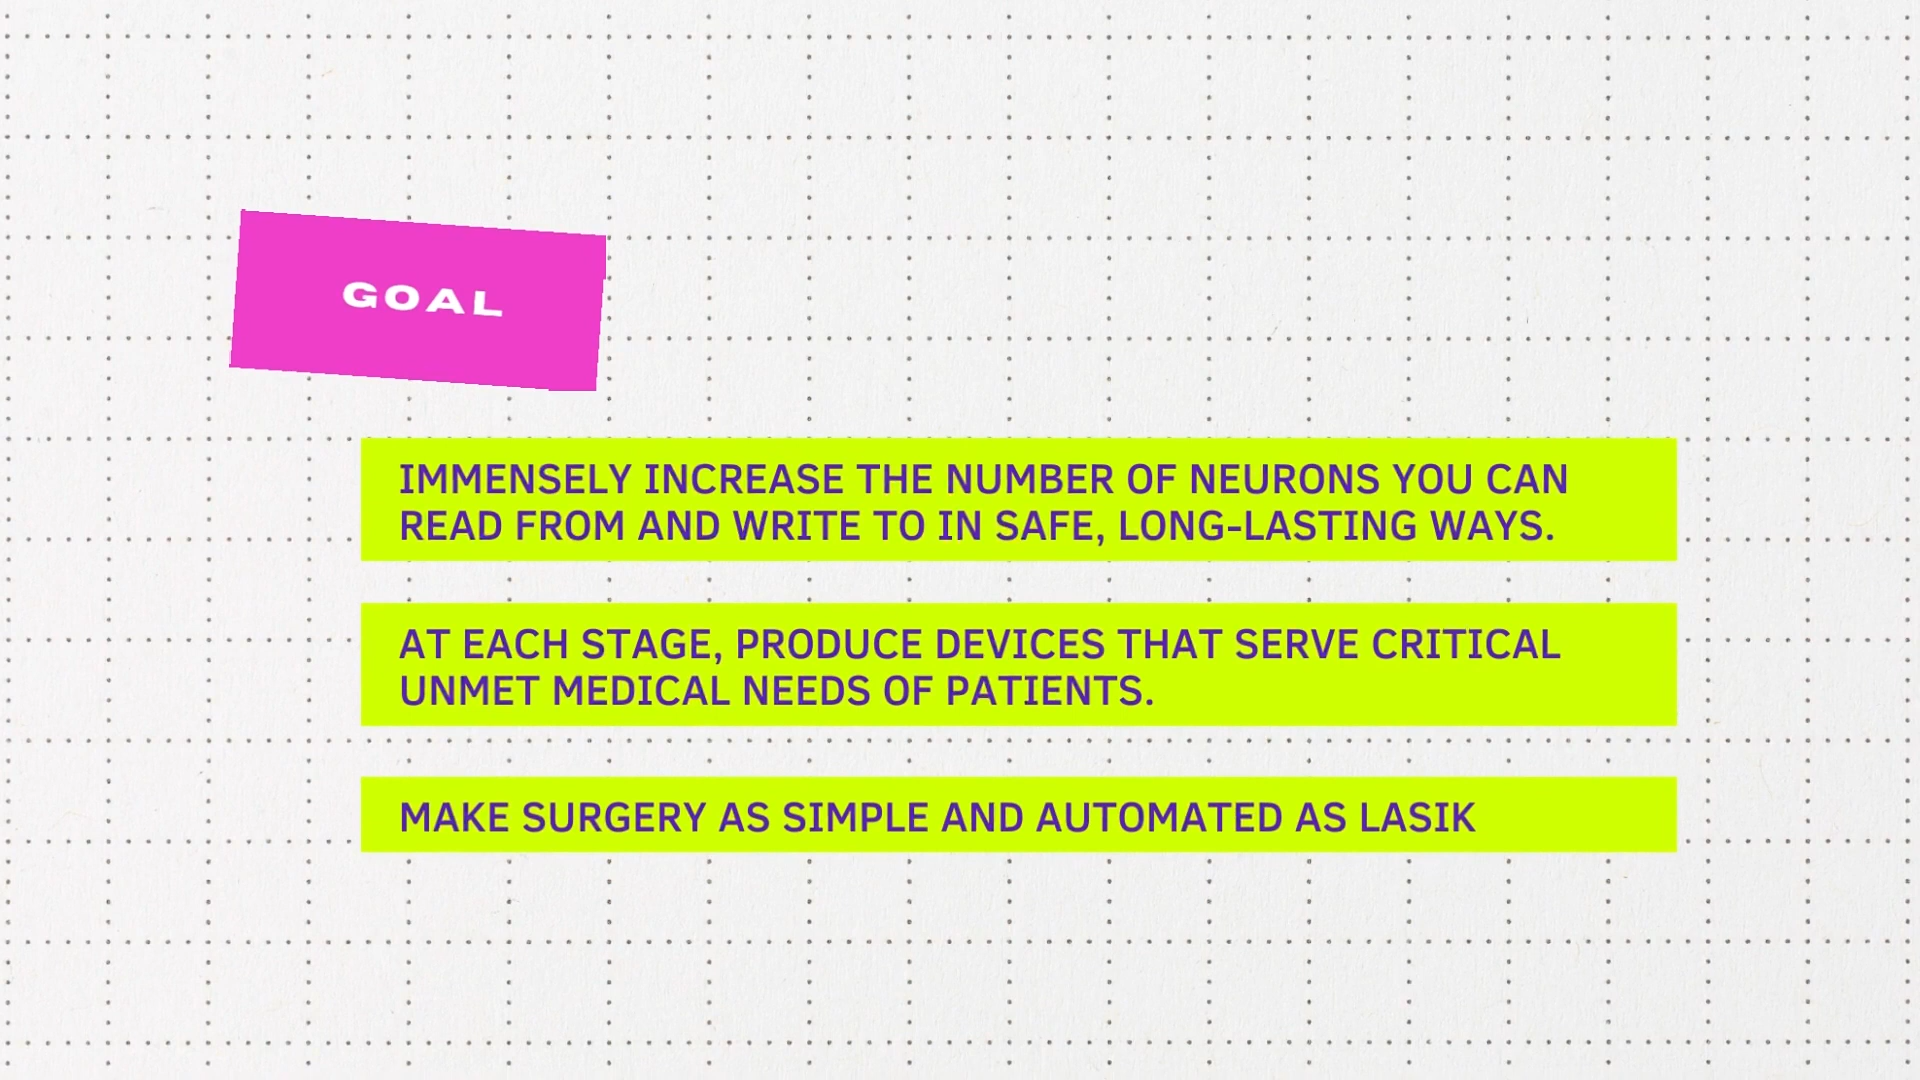 GOAL
IMMENSELY INCREASE THE NUMBER OF NEURONS YOU CAN
READ FROM AND WRITE TO IN SAFE, LONG-LASTING WAYS.
AT EACH STAGE, PRODUCE DEVICES THAT SERVE CRITICAL
UNMET MEDICAL NEEDS OF PATIENTS.
MAKE SURGERY AS SIMPLE AND AUTOMATED AS LASIK